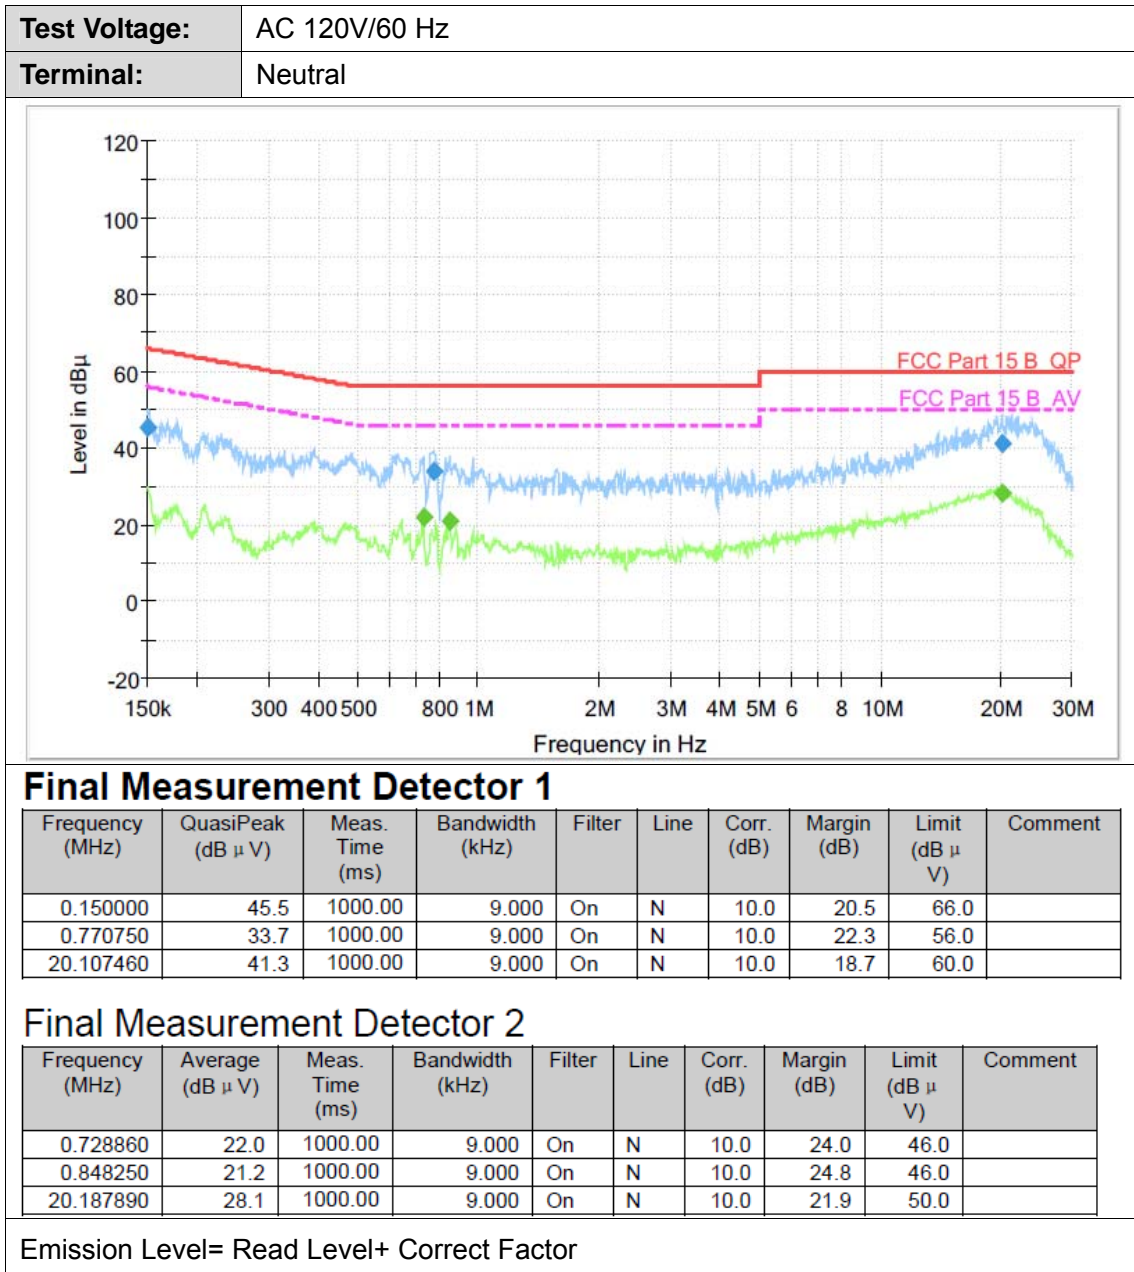 Test Voltage: AC 120V/60 Hz
Terminal: Neutral
120
100
80
60
40
20
0
-20
Level in dBµ
FCC Part 15 B QP
FCC Part 15 B AV
150k 300 400 500 800 1M 2M 3M 4M 5M 6 8 10M 20M 30M
Frequency in Hz
Final Measurement Detector 1
Frequency (MHz) QuasiPeak (dB µ V) Meas. Time (ms) Bandwidth (kHz) Filter Line Corr. (dB) Margin (dB) Limit (dB µ V) Comment
0.150000 45.5 1000.00 9.000 On N 10.0 20.5 66.0
0.770750 33.7 1000.00 9.000 On N 10.0 22.3 56.0
20.107460 41.3 1000.00 9.000 On N 10.0 18.7 60.0
Final Measurement Detector 2
Frequency (MHz) Average (dB µ V) Meas. Time (ms) Bandwidth (kHz) Filter Line Corr. (dB) Margin (dB) Limit (dB µ V) Comment
0.728860 22.0 1000.00 9.000 On N 10.0 24.0 46.0
0.848250 21.2 1000.00 9.000 On N 10.0 24.8 46.0
20.187890 28.1 1000.00 9.000 On N 10.0 21.9 50.0
Emission Level= Read Level+ Correct Factor